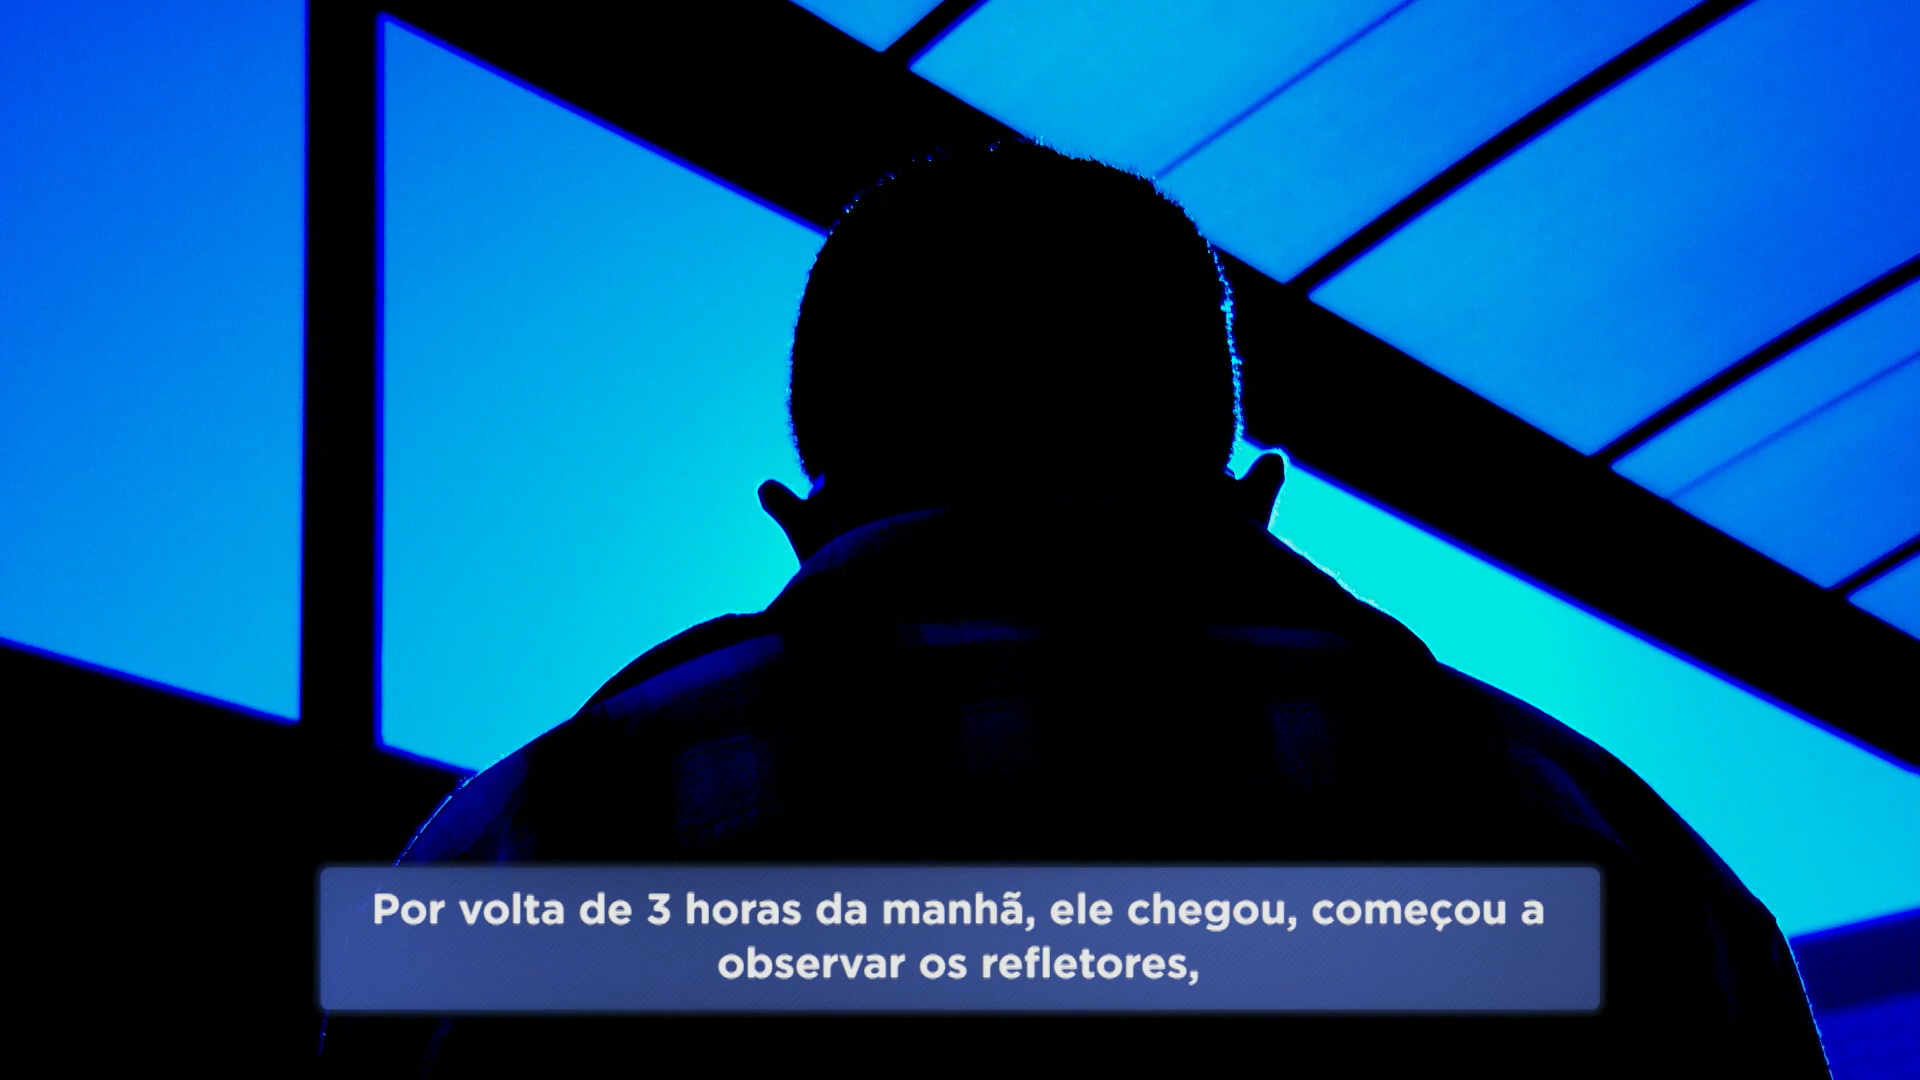 Por volta de 3 horas da manhã, ele chegou, começou a
observar os refletores,